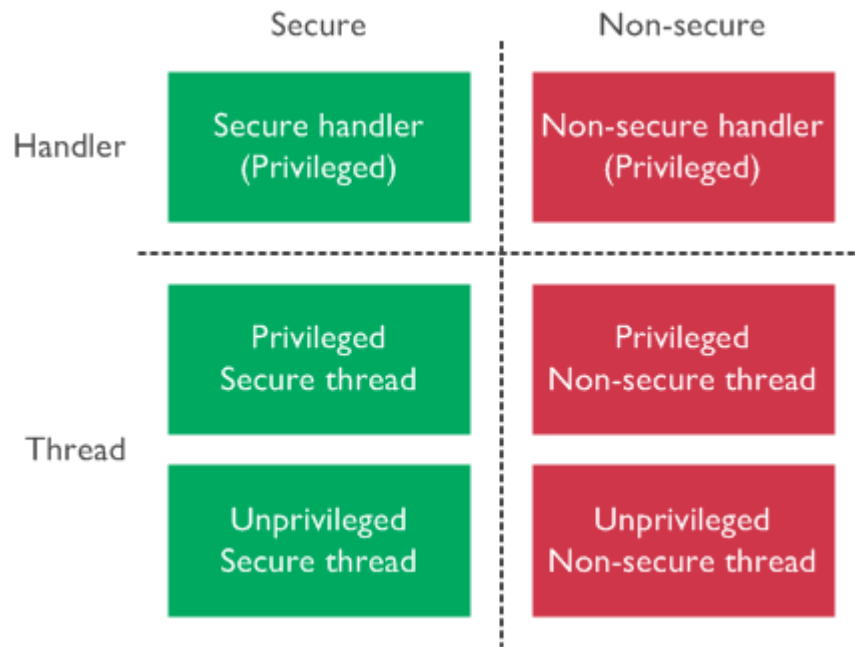 Secure
Non-secure
Handler
Secure handler
(Privileged)
Non-secure handler
(Privileged)
Thread
Privileged
Secure thread
Privileged
Non-secure thread
Unprivileged
Secure thread
Unprivileged
Non-secure thread